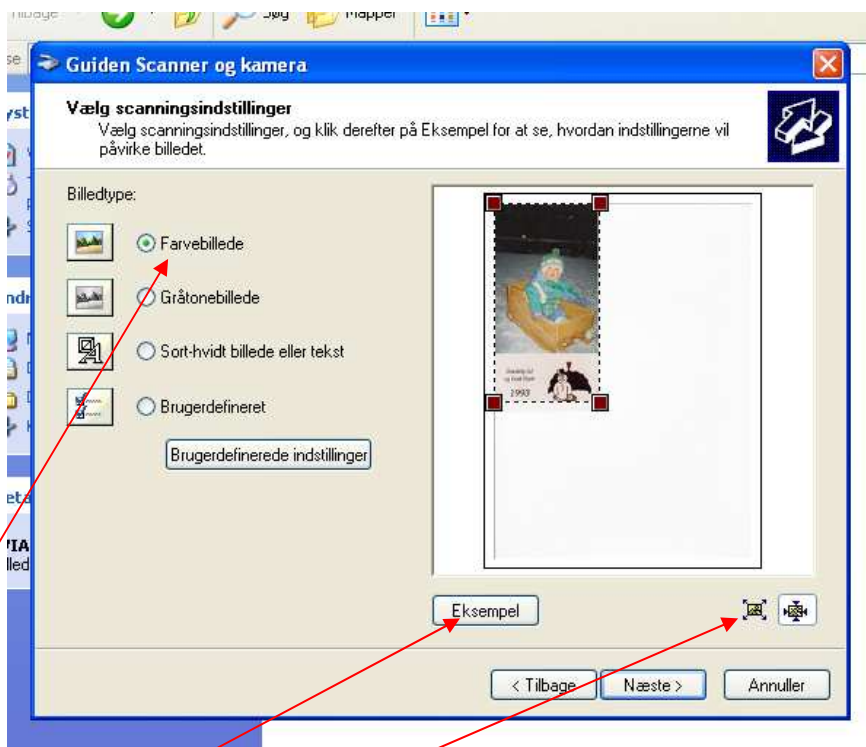 Tilbage
Søg
Mapper
se
Guiden Scanner og kamera
Vælg scanningsindstillinger
Vælg scanningsindstillinger, og klik derefter på Eksempel for at se, hvordan indstillingerne vil
påvirke billedet.
Billedtype:
Farvebillede
Gråtonebillede
Sort-hvidt billede eller tekst
Brugerdefineret
Brugerdefinerede indstillinger
1993
Eksempel
< Tilbage
Næste >
Annuller